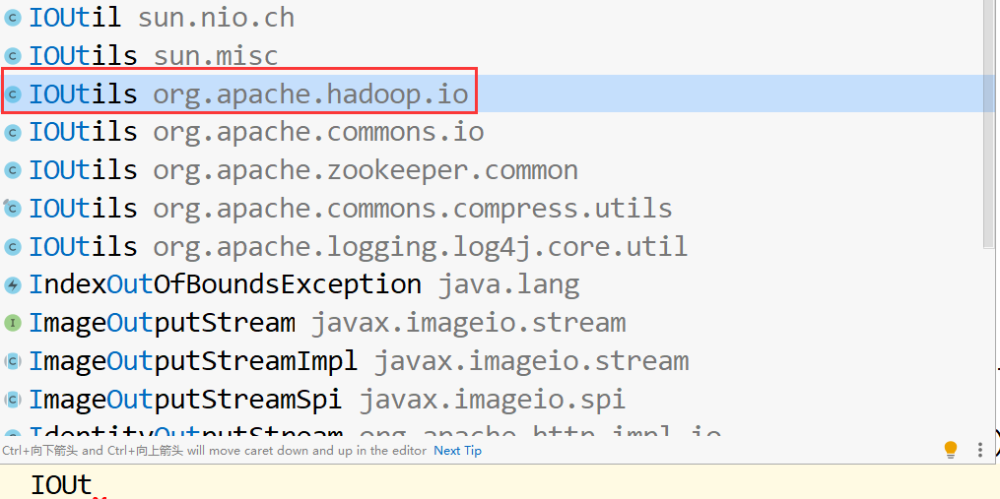 IOUtil sun.nio.ch
IOUtils sun.misc
IOUtils org.apache.hadoop.io
IOUtils org.apache.commons.io
IOUtils org.apache.zookeeper.common
IOUtils org.apache.commons.compress.utils
IOUtils org.apache.logging.log4j.core.util
IndexOutOfBoundsException java.lang
ImageOutputStream javax.imageio.stream
ImageOutputStreamImpl javax.imageio.stream
ImageOutputStreamSpi javax.imageio.spi
IdentityOutputStream org.apache.http.impl.io
Ctrl+向下箭头 and Ctrl+向上箭头 will move caret down and up in the editor Next Tip
IOUt